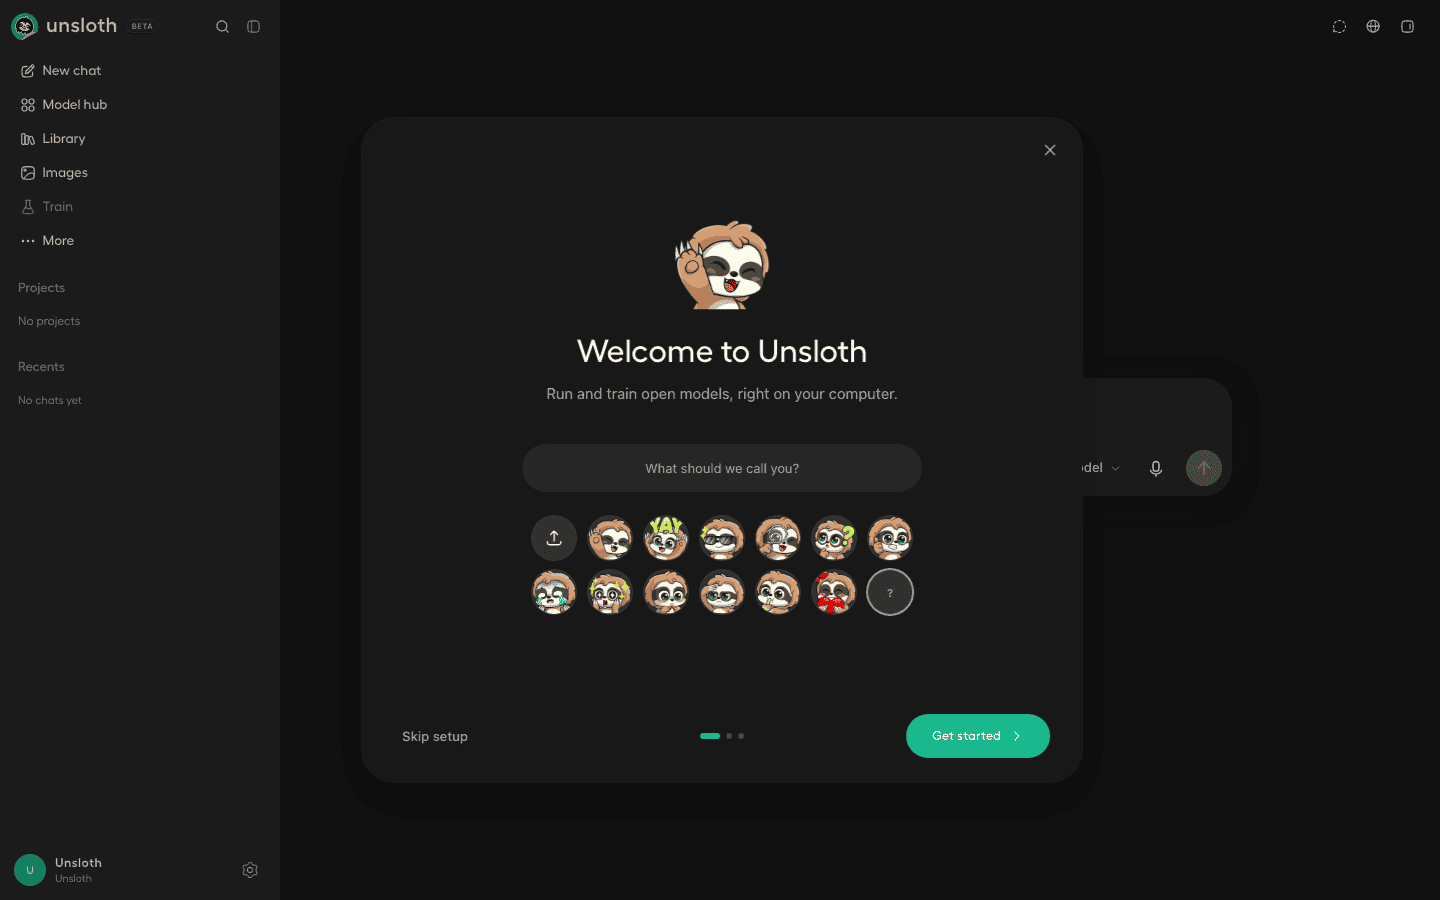 unsloth BETA
New chat
Model hub
Library
Images
Train
More
Projects
No projects
Recents
No chats yet
Welcome to Unsloth
Run and train open models, right on your computer.
What should we call you?
YAY
?
?
Skip setup
Get started
odel
U
Unsloth
Unsloth